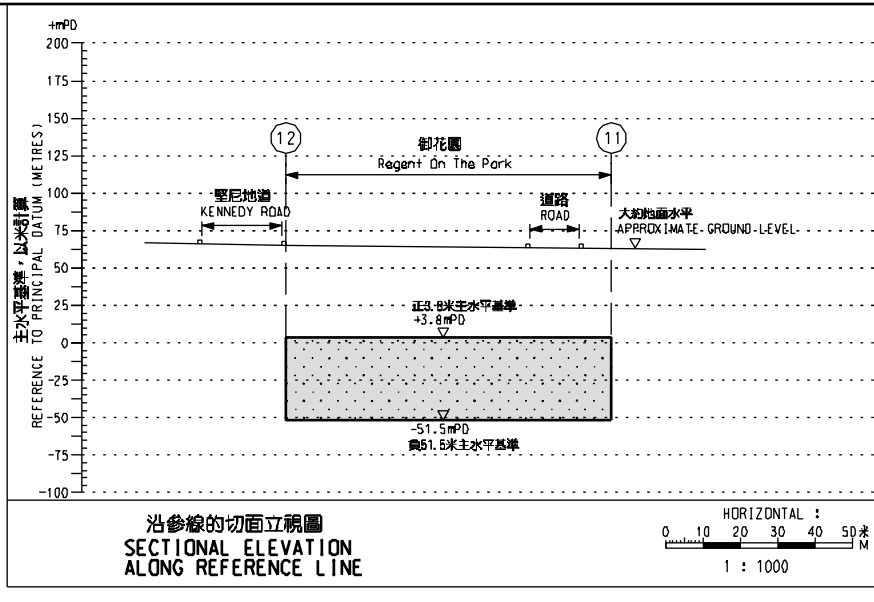 +mPD
200
175
150
125
100
75
50
25
0
-25
-50
-75
-100
主水平基準，以米計算
REFERENCE TO PRINCIPAL DATUM (METRES)
12
11
御花園
Regent On The Park
堅尼地道
KENNEDY ROAD
道路
ROAD
大約地面水平
APPROXIMATE GROUND LEVEL
正3.8米主水平基準
+3.8mPD
-51.5mPD
負51.5米主水平基準
沿參線的切面立視圖
SECTIONAL ELEVATION
ALONG REFERENCE LINE
HORIZONTAL :
0 10 20 30 40 50 米
M
1 : 1000